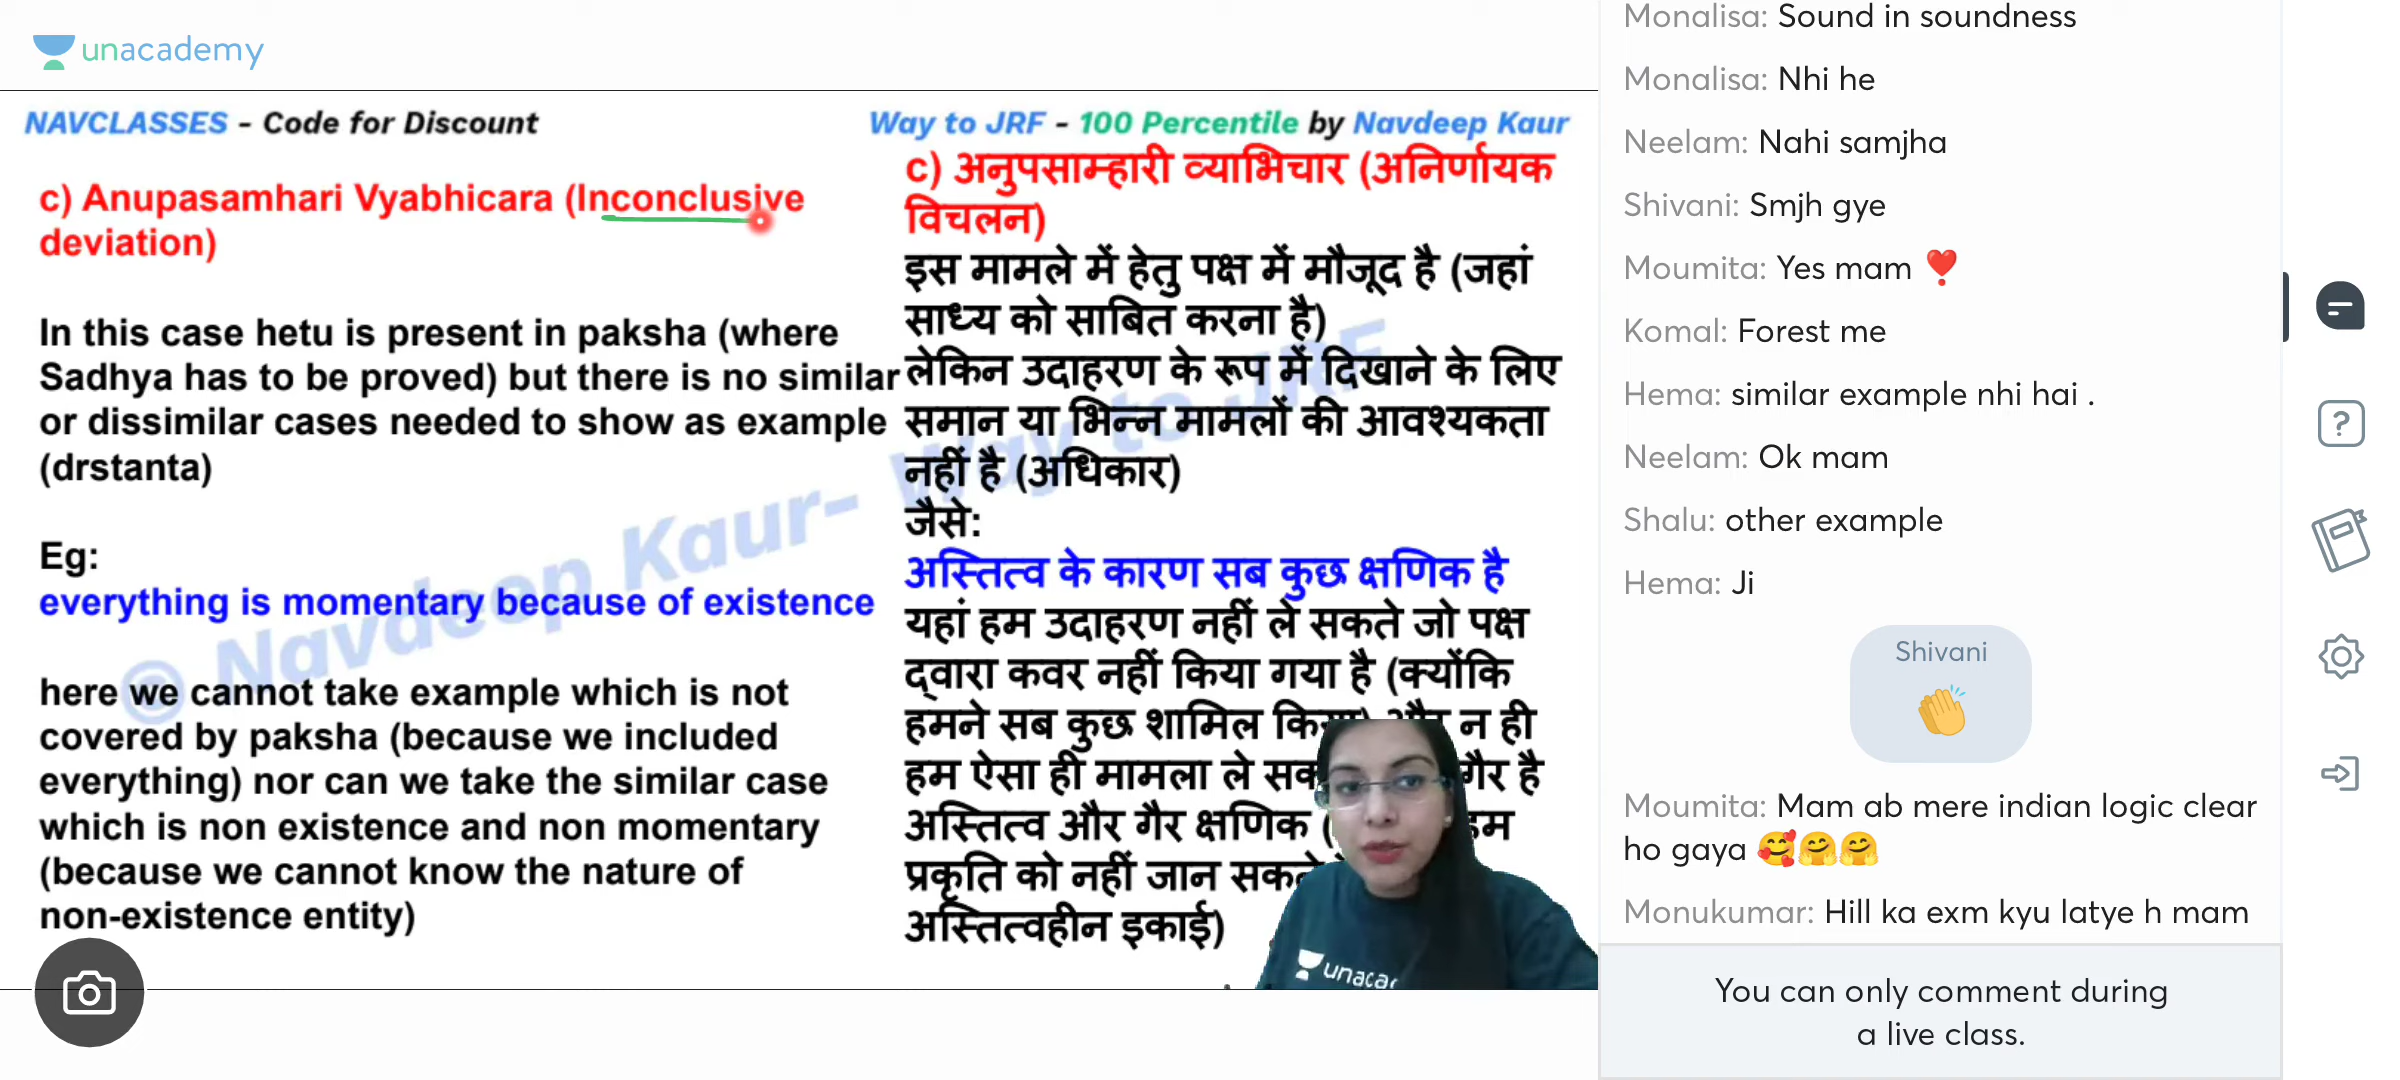 unacademy
NAVCLASSES - Code for Discount
Way to JRF - 100 Percentile by Navdeep Kaur
c) Anupasamhari Vyabhicara (Inconclusive
deviation)
In this case hetu is present in paksha (where
Sadhya has to be proved) but there is no similar
or dissimilar cases needed to show as example
(drstanta)
Eg:
everything is momentary because of existence
here we cannot take example which is not
covered by paksha (because we included
everything) nor can we take the similar case
which is non existence and non momentary
(because we cannot know the nature of
non-existence entity)
c) अनुपसाम्हारी व्याभिचार (अनिर्णायक
विचलन)
इस मामले में हेतु पक्ष में मौजूद है (जहां
साध्य को साबित करना है)
लेकिन उदाहरण के रूप में दिखाने के लिए
समान या भिन्न मामलों की आवश्यकता
नहीं है (अधिकार)
जैसे:
अस्तित्व के कारण सब कुछ क्षणिक है
यहां हम उदाहरण नहीं ले सकते जो पक्ष
द्वारा कवर नहीं किया गया है (क्योंकि
हमने सब कुछ शामिल और न ही
हम ऐसा ही मामला ले गैर है
अस्तित्व और गैर क्षणिक ( हम
प्रकृति को नहीं जान
अस्तित्वहीन इकाई)
© Navdeep Kaur- Way to JRF
unaca
Monalisa: Sound in soundness
Monalisa: Nhi he
Neelam: Nahi samjha
Shivani: Smjh gye
Moumita: Yes mam ❣️
Komal: Forest me
Hema: similar example nhi hai .
Neelam: Ok mam
Shalu: other example
Hema: Ji
Shivani
👏
Moumita: Mam ab mere indian logic clear
ho gaya 🥰🤗🤗
Monukumar: Hill ka exm kyu latye h mam
You can only comment during
a live class.